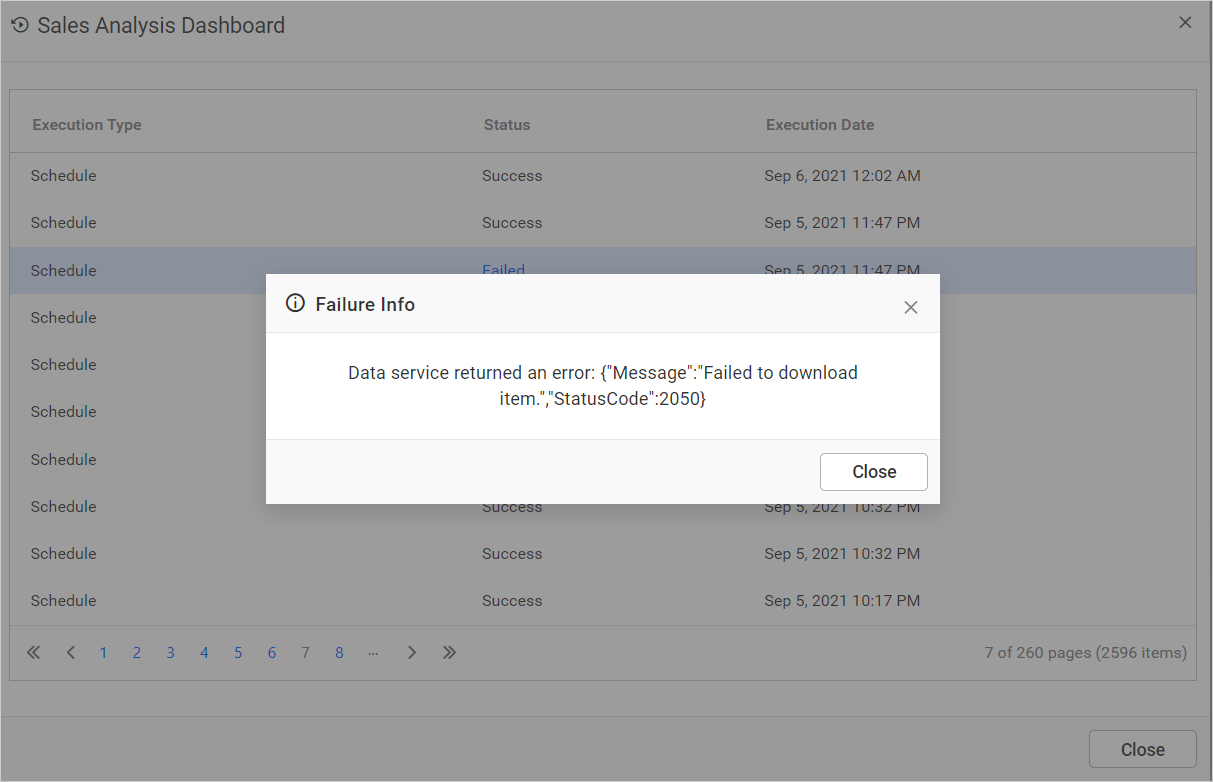 Sales Analysis Dashboard
Execution Type Status Execution Date
Schedule Success Sep 6, 2021 12:02 AM
Schedule Success Sep 5, 2021 11:47 PM
Schedule Failed Sep 5, 2021 11:47 PM
Schedule
Schedule
Schedule
Schedule
Failure Info
Data service returned an error: {"Message":"Failed to download
item.","StatusCode":2050}
Close
Schedule Success Sep 5, 2021 10:32 PM
Schedule Success Sep 5, 2021 10:32 PM
Schedule Success Sep 5, 2021 10:17 PM
1 2 3 4 5 6 7 8 ... 7 of 260 pages (2596 items)
Close